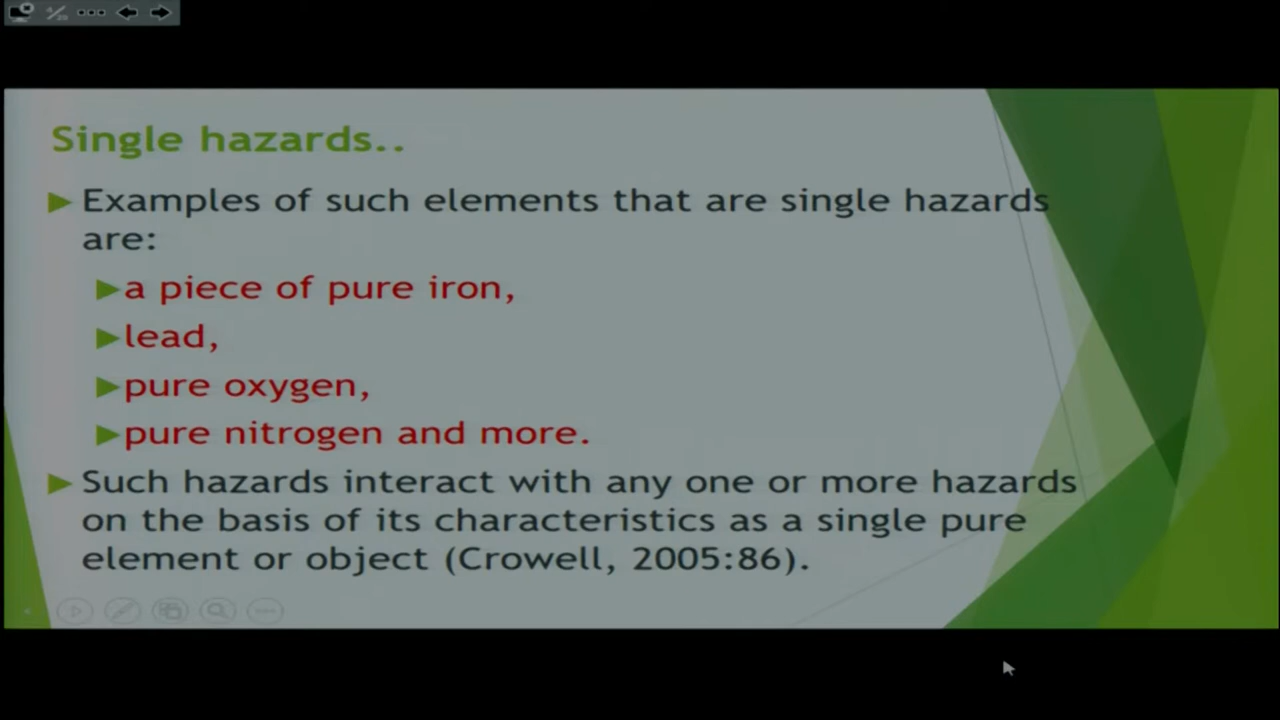 Single hazards..
Examples of such elements that are single hazards
are:
a piece of pure iron,
lead,
pure oxygen,
pure nitrogen and more.
Such hazards interact with any one or more hazards
on the basis of its characteristics as a single pure
element or object (Crowell, 2005:86).